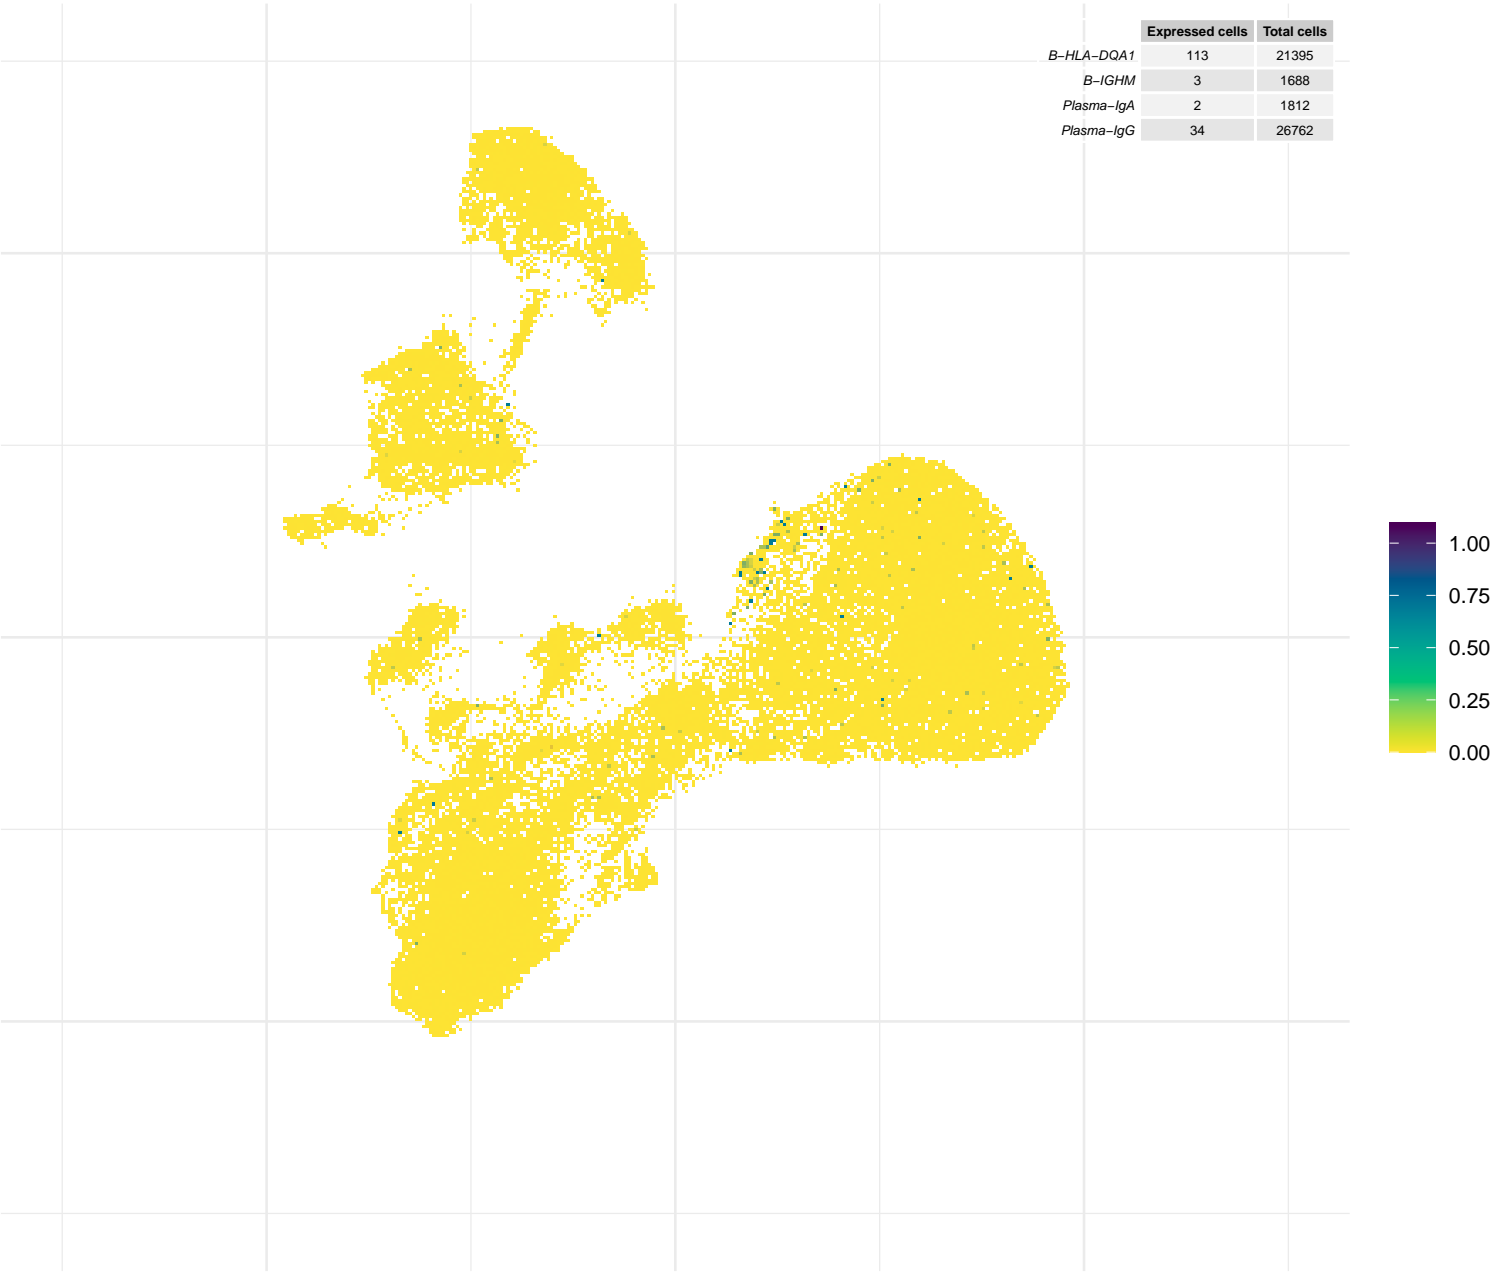 Expressed cells Total cells
B−HLA−DQA1 113 21395
B−IGHM 3 1688
Plasma−IgA 2 1812
Plasma−IgG 34 26762
1.00
0.75
0.50
0.25
0.00